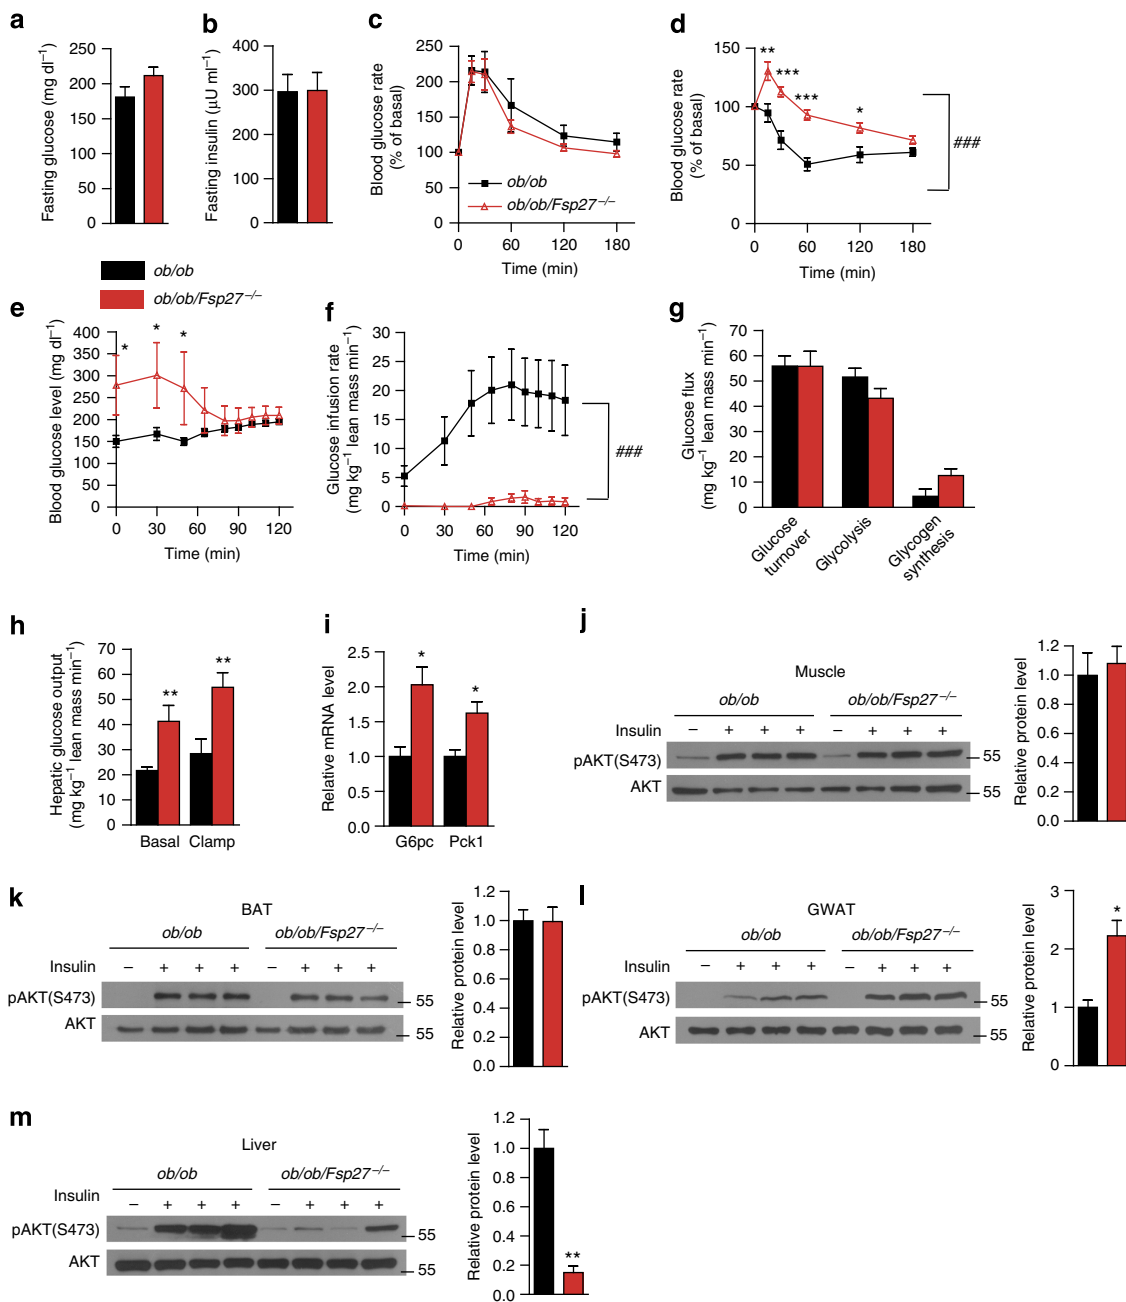 a
Fasting glucose (mg dl⁻¹)
250
200
150
100
50
0
b
Fasting insulin (μU ml⁻¹)
400
300
200
100
0
c
Blood glucose rate
(% of basal)
250
200
150
100
50
0
ob/ob
ob/ob/Fsp27⁻/⁻
0 60 120 180
Time (min)
d
Blood glucose rate
(% of basal)
150
100
50
0
** *** *** *
###
0 60 120 180
Time (min)
ob/ob
ob/ob/Fsp27⁻/⁻
e
Blood glucose level (mg dl⁻¹)
400
350
300
250
200
150
100
50
0
* * *
0 30 60 90 120
Time (min)
f
Glucose infusion rate
(mg kg⁻¹ lean mass min⁻¹)
30
25
20
15
10
5
0
###
0 30 60 90 120
Time (min)
g
Glucose flux
(mg kg⁻¹ lean mass min⁻¹)
70
60
50
40
30
20
10
0
Glucose
turnover
Glycolysis
Glycogen
synthesis
h
Hepatic glucose output
(mg kg⁻¹ lean mass min⁻¹)
70
60
50
40
30
20
10
0
** **
Basal Clamp
i
Relative mRNA level
2.5
2.0
1.5
1.0
0.5
0.0
* *
G6pc Pck1
j
Muscle
ob/ob ob/ob/Fsp27⁻/⁻
Insulin − + + + − + + +
pAKT(S473) 55
AKT 55
Relative protein level
1.2
1.0
0.8
0.6
0.4
0.2
0.0
k
BAT
ob/ob ob/ob/Fsp27⁻/⁻
Insulin − + + + − + + +
pAKT(S473) 55
AKT 55
Relative protein level
1.2
1.0
0.8
0.6
0.4
0.2
0.0
l
GWAT
ob/ob ob/ob/Fsp27⁻/⁻
Insulin − + + + − + + +
pAKT(S473) 55
AKT 55
Relative protein level
3
2
1
0
*
m
Liver
ob/ob ob/ob/Fsp27⁻/⁻
Insulin
− + + + − + + +
pAKT(S473) 55
AKT 55
Relative protein level
1.2
1.0
0.8
0.6
0.4
0.2
0.0
**